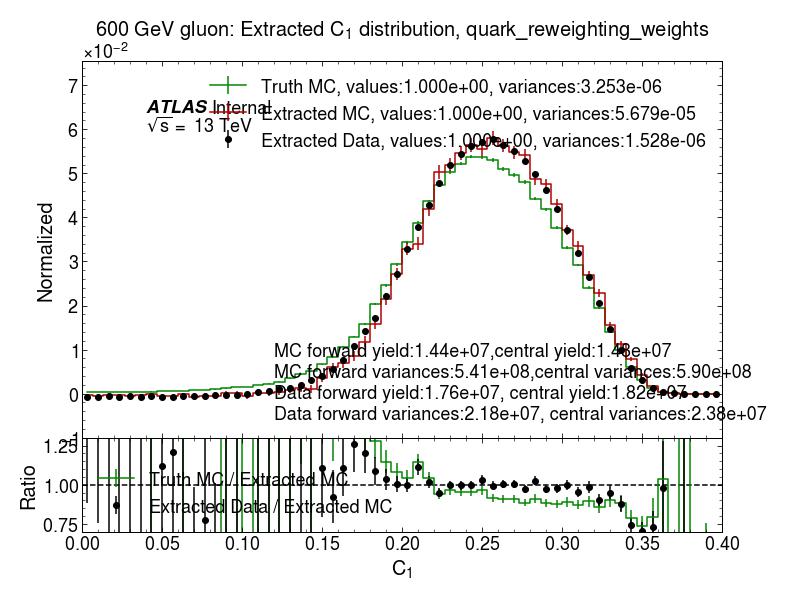 600 GeV gluon: Extracted C₁ distribution, quark_reweighting_weights
×10⁻²
Truth MC, values:1.000e+00, variances:3.253e-06
ATLAS Internal
Extracted MC, values:1.000e+00, variances:5.679e-05
√s = 13 TeV
Extracted Data, values:1.000e+00, variances:1.528e-06
7
6
5
4
3
2
1
0
Normalized
MC forward yield:1.44e+07,central yield:1.48e+07
MC forward variances:5.41e+08,central variances:5.90e+08
Data forward yield:1.76e+07, central yield:1.82e+07
Data forward variances:2.18e+07, central variances:2.38e+07
1.25
1.00
0.75
Ratio
Truth MC / Extracted MC
Extracted Data / Extracted MC
0.00 0.05 0.10 0.15 0.20 0.25 0.30 0.35 0.40
C₁